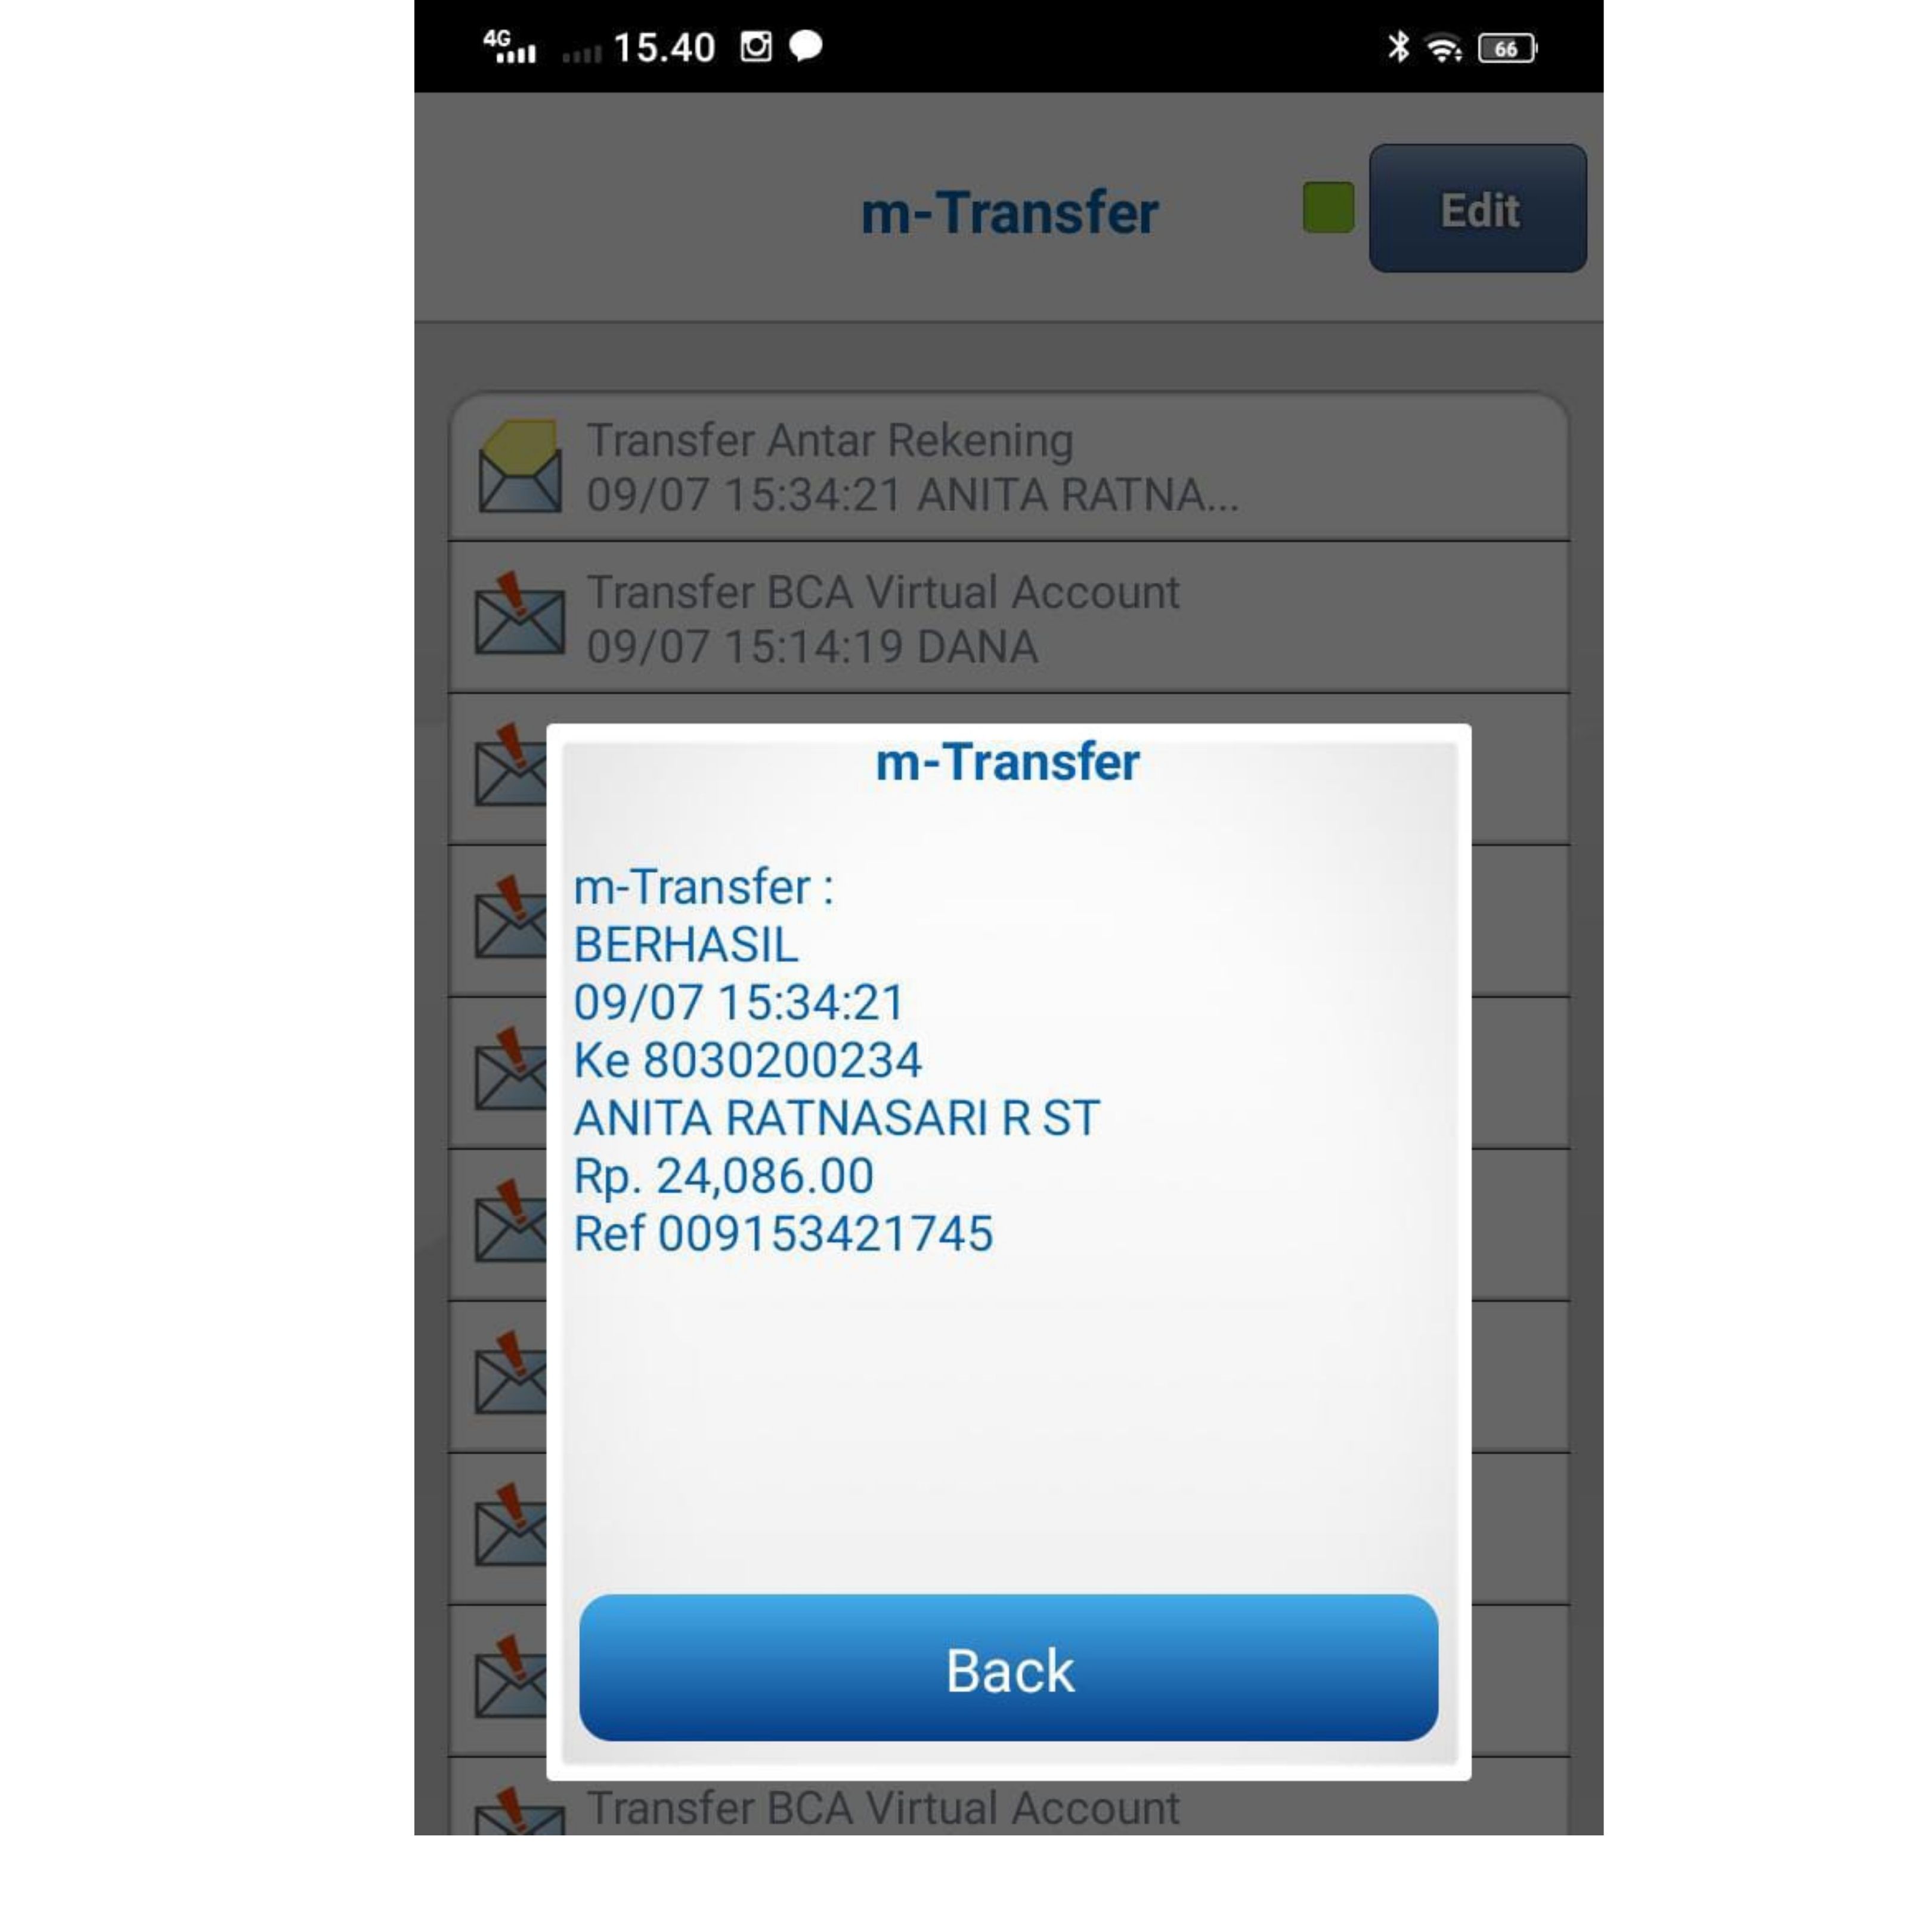 4G 15.40 66
m-Transfer Edit
Transfer Antar Rekening
09/07 15:34:21 ANITA RATNA...
Transfer BCA Virtual Account
09/07 15:14:19 DANA
m-Transfer
m-Transfer :
BERHASIL
09/07 15:34:21
Ke 8030200234
ANITA RATNASARI R ST
Rp. 24,086.00
Ref 009153421745
Back
Transfer BCA Virtual Account